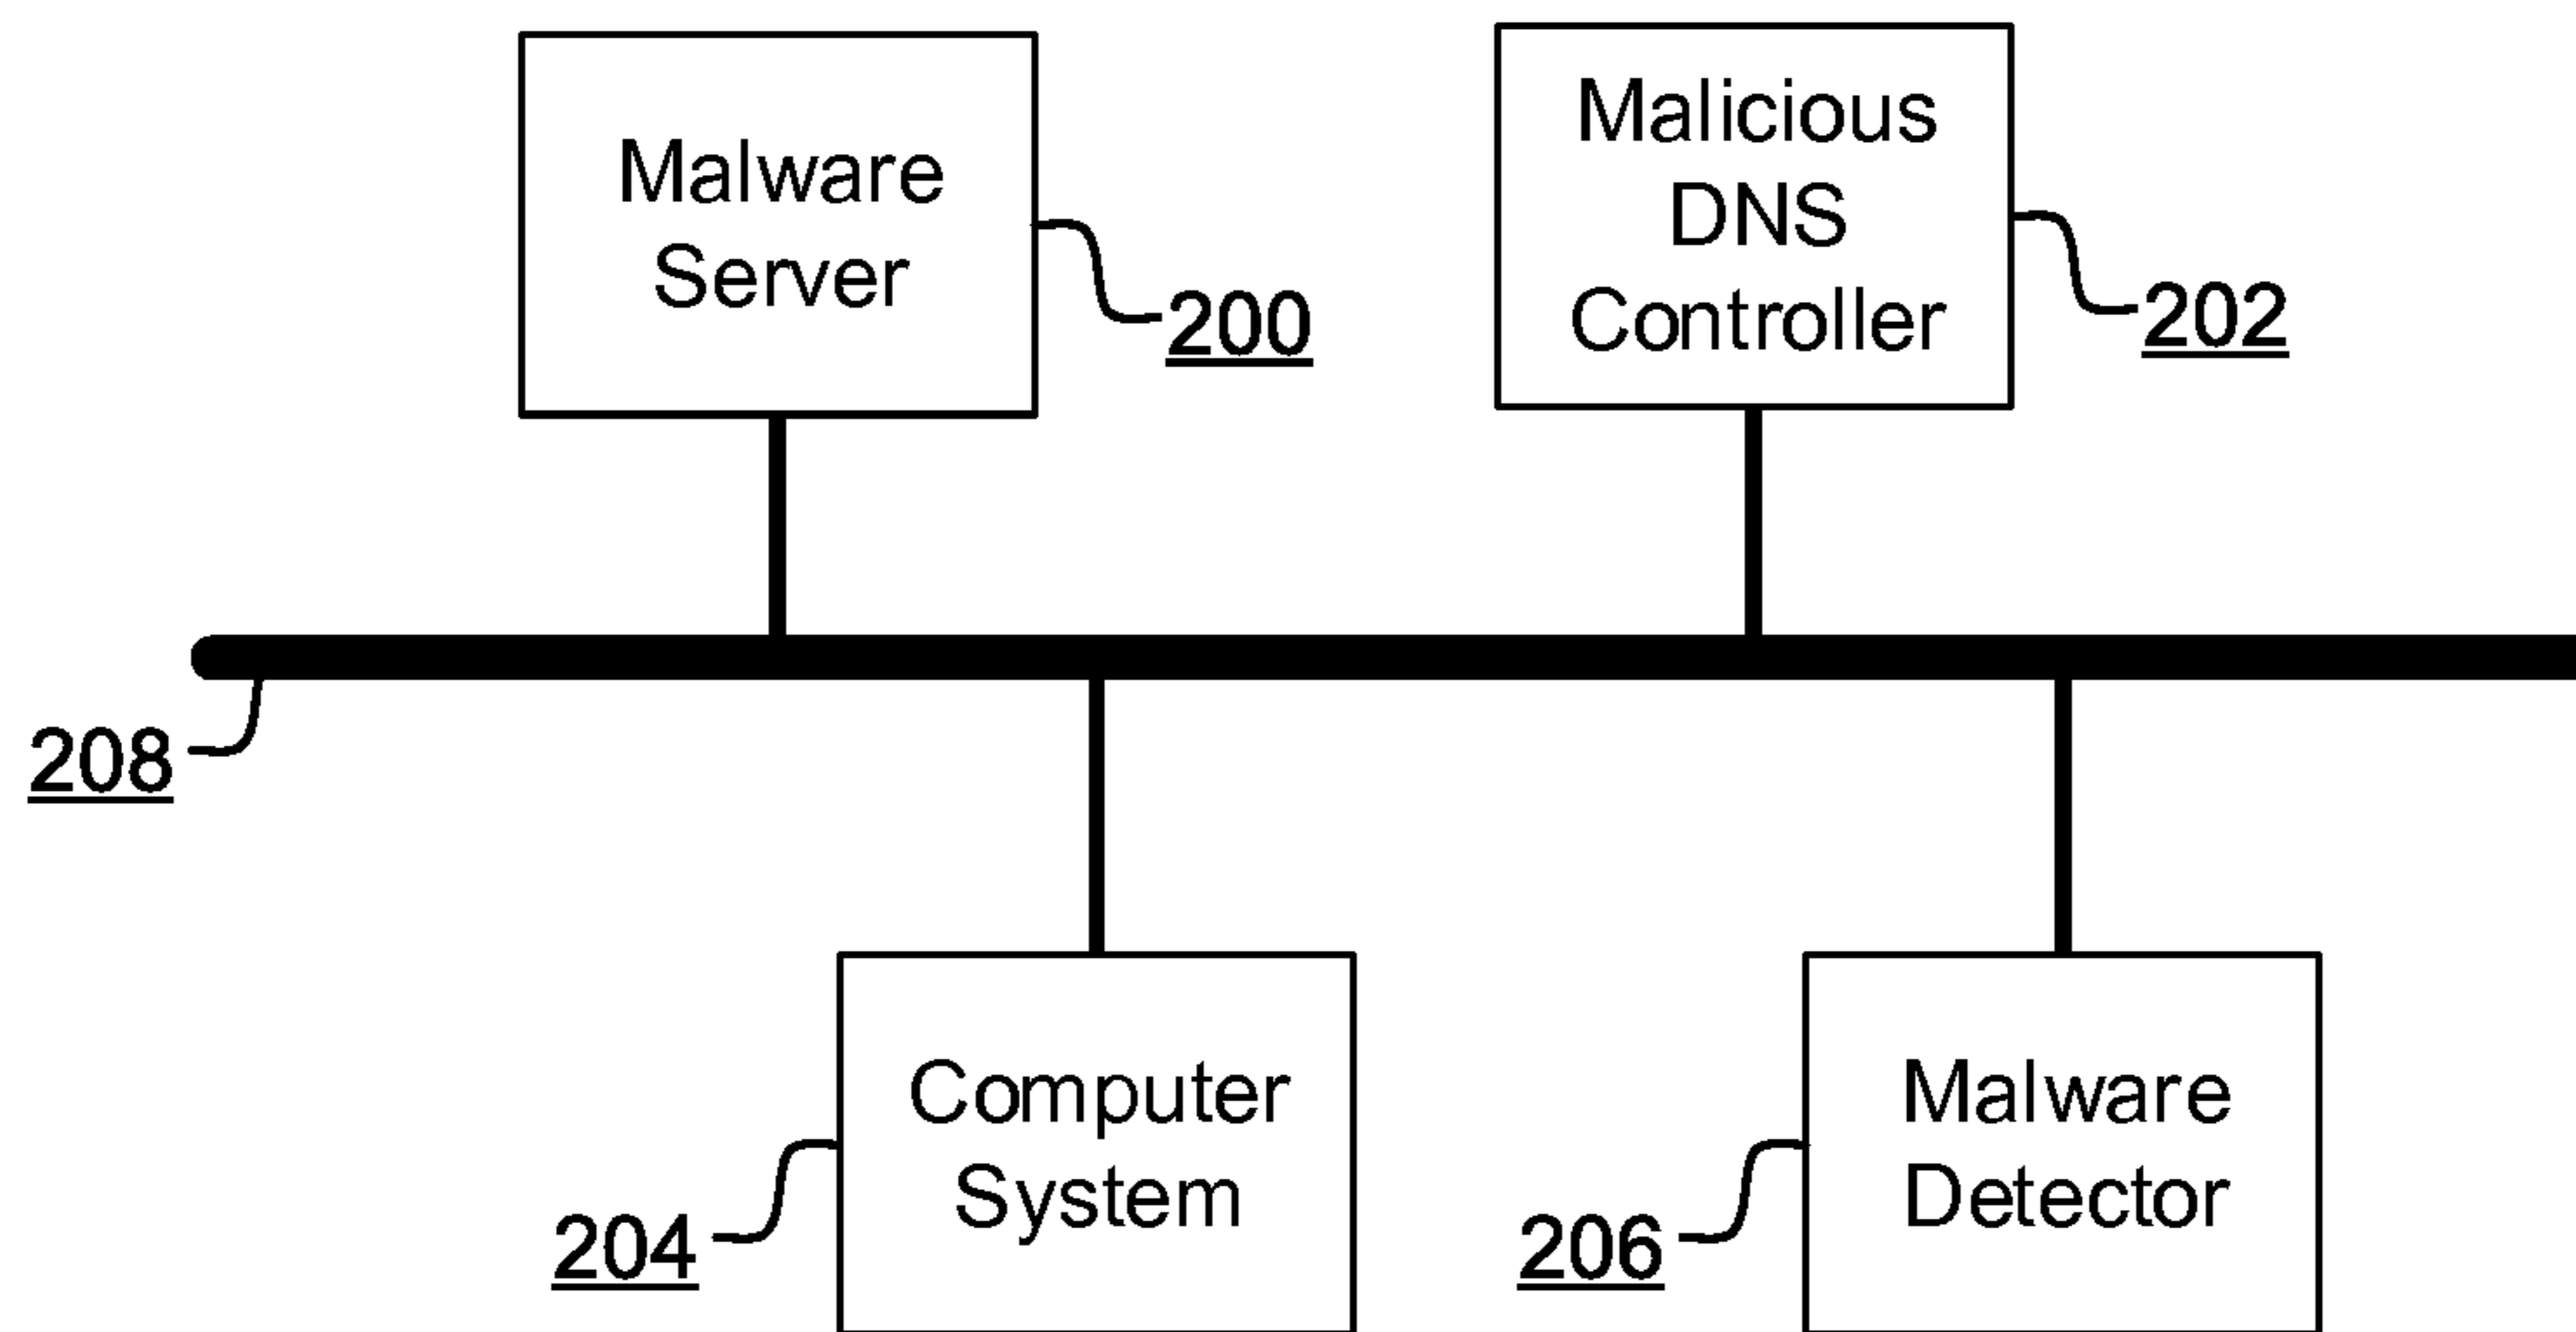 Malware
Server
200
Malicious
DNS
Controller
202
208
Computer
System
204
Malware
Detector
206